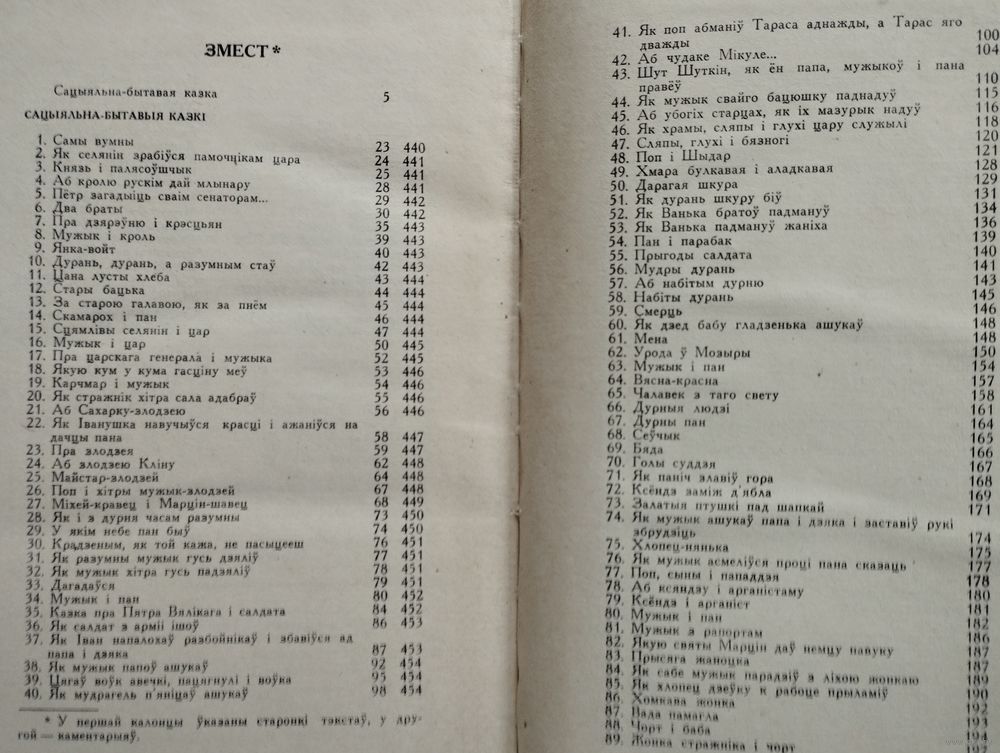 ЗМЕСТ *
Сацыяльна-бытавая казка 5
САЦЫЯЛЬНА-БЫТАВЫЯ КАЗКІ
1. Самы вумны 23 440
2. Як селянін зрабіўся памочцікам цара 24 441
3. Князь і палясоўшчык 25 441
4. Аб кролю рускім дай млынару 28 441
5. Пётр загадыіць сваім сенаторам... 29 442
6. Два браты 30 442
7. Пра дзярэўню і крэсцьян 35 443
8. Мужык і кроль 39 443
9. Янка-войт 40 443
10. Дурань, дурань, а разумным стаў 42 443
11. Цана лусты хлеба 43 444
12. Стары бацька 44 444
13. За старою галавою, як за пнём 45 444
14. Скамарох і пан 46 444
15. Сцямлівы селянін і цар 47 444
16. Мужык і цар 50 445
17. Пра царскага генерала і мужыка 52 445
18. Якую кум у кума гасціну меў 53 446
19. Карчмар і мужык 54 446
20. Як стражнік хітра сала адабраў 55 446
21. Аб Сахарку-злодзею 56 446
22. Як Іванушка навучыўся красці і ажаніўся на
дачцы пана 58 447
23. Пра злодзея 59 447
24. Аб злодзею Кліну 62 448
25. Майстар-злодзей 64 448
26. Поп і хітры мужык-злодзей 67 448
27. Міхей-кравец і Марцін-шавец 68 449
28. Як і з дурня часам разумны 73 450
29. У якім небе пан быў 74 450
30. Крадзеным, як той кажа, не пасыцееш 76 451
31. Як разумны мужык гусь дзяліў 77 451
32. Як мужык хітра гусь падзяліў 78 451
33. Дагадаўся 79 451
34. Мужык і пан 80 452
35. Казка пра Пятра Вялікага і салдата 84 452
36. Як салдат з арміі ішоў 86 453
37. Як Іван напалохаў разбойнікаў і збавіўся ад
папа і дзяка 87 453
38. Як мужык папоў ашукаў 92 454
39. Цягаў воўк авечкі, пацягнулі і воўка 95 454
40. Як мудрагель п'яніцаў ашукаў 98 454
* У першай калонцы ўказаны старонкі тэкстаў, у дру-
гой — каментарыяў.
41. Як поп абманіў Тараса аднажды, а Тарас яго
дважды 100
42. Аб чудаке Мікуле... 104
43. Шут Шуткін, як ён папа, мужыкоў і пана
правёў 110
44. Як мужык свайго бацюшку паднадуў 115
45. Аб убогіх старцах, як іх мазурык надуў 116
46. Як храмы, сляпы і глухі цару служылі 118
47. Сляпы, глухі і бязногі 120
48. Поп і Шыдар 121
49. Хмара булкавая і аладкавая 128
50. Дарагая шкура 129
51. Як дурань шкуру біў 131
52. Як Ванька братоў падмануў 134
53. Як Ванька падмануў жаніха 136
54. Пан і парабак 139
55. Прыгоды салдата 140
56. Мудры дурань 141
57. Аб набітым дурню 143
58. Набіты дурань 145
59. Смерць 146
60. Як дзед бабу гладзенька ашукаў 148
61. Мена 148
62. Урода ў Мозыры 150
63. Мужык і пан 154
64. Вясна-красна 157
65. Чалавек з таго свету 158
66. Дурныя людзі 161
67. Дурны пан 164
68. Сеўчык 165
69. Бяда 166
70. Голы суддзя 167
71. Як паніч злавіў гора 168
72. Ксёндз заміж д'ябла 169
73. Залатыя птушкі пад шапкай 171
74. Як мужык ашукаў папа і дзяка і заставіў рукі
абрудзіць 174
75. Хлопец-нянька 175
76. Як мужык асмеліўся проці пана сказаць 177
77. Поп, сыны і пападдзя 178
78. Аб ксяндзу і арганістаму 180
79. Ксёндз і арганіст 181
80. Мужык і пан 182
81. Мужык з рапортам 186
82. Якую святы Марцін даў немцу навуку 187
83. Прысяга жаноцка 187
84. Як сабе мужык парадзіў з ліхою жонкаю 189
85. Як хлопец дзеўку к рабоце прыламіў 190
86. Хомкава жонка 192
87. Вада памагла 193
88. Чорт і баба 194
89. Жонка стражніка і чорт